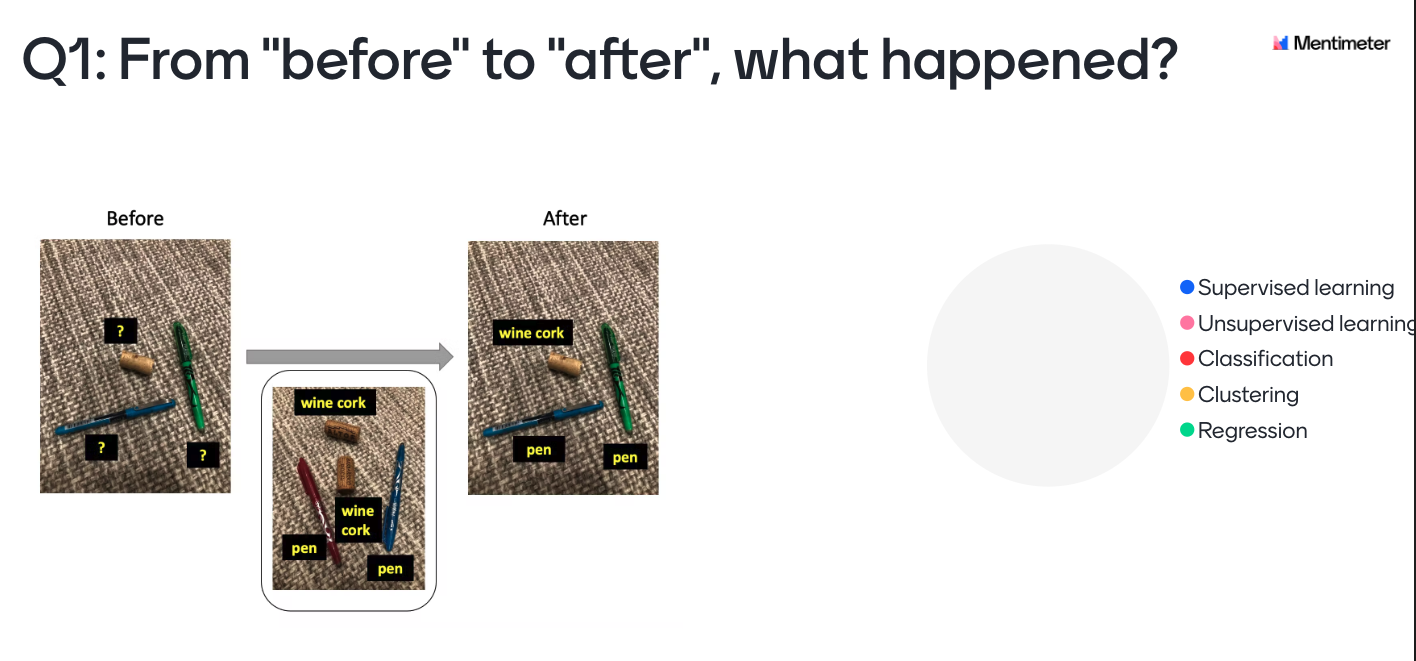 Q1: From "before" to "after", what happened?
Mentimeter
Before
After
?
?
?
wine cork
wine
cork
pen
pen
wine cork
pen
pen
Supervised learning
Unsupervised learning
Classification
Clustering
Regression